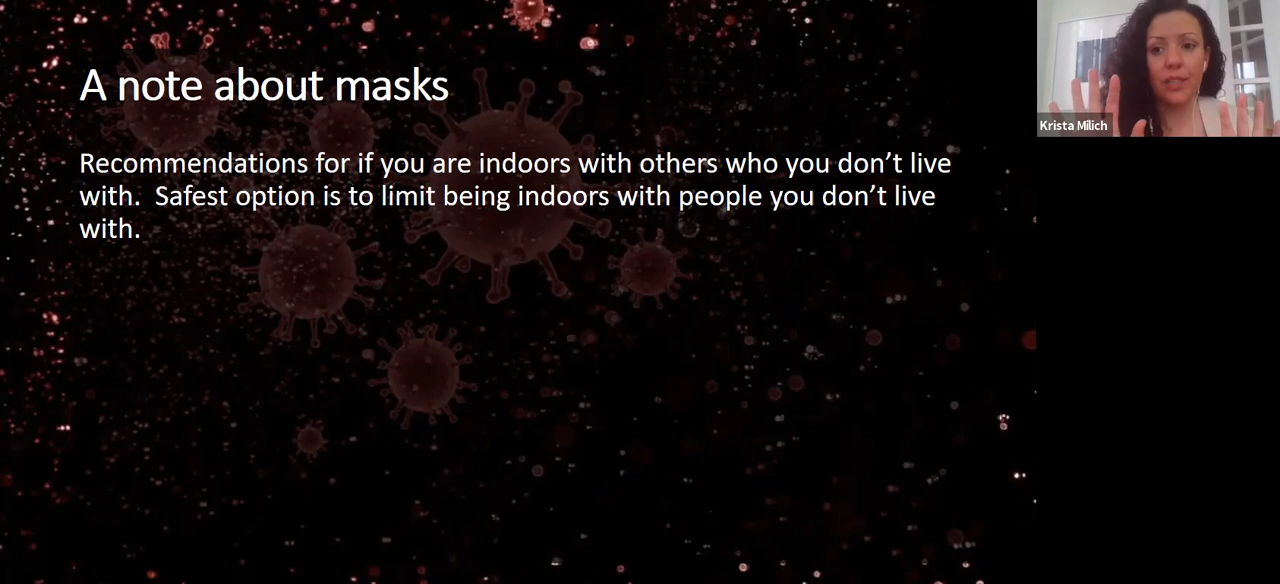 A note about masks
Recommendations for if you are indoors with others who you don’t live
with.  Safest option is to limit being indoors with people you don’t live
with.
Krista Milich